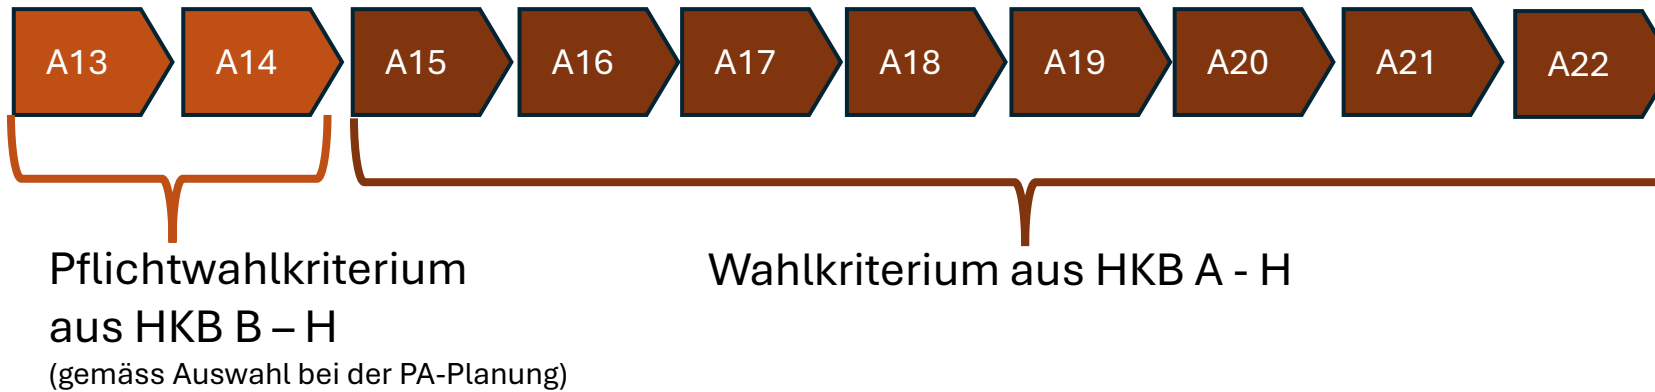 A13 A14 A15 A16 A17 A18 A19 A20 A21 A22
Pflichtwahlkriterium
aus HKB B – H
(gemäss Auswahl bei der PA-Planung)
Wahlkriterium aus HKB A - H